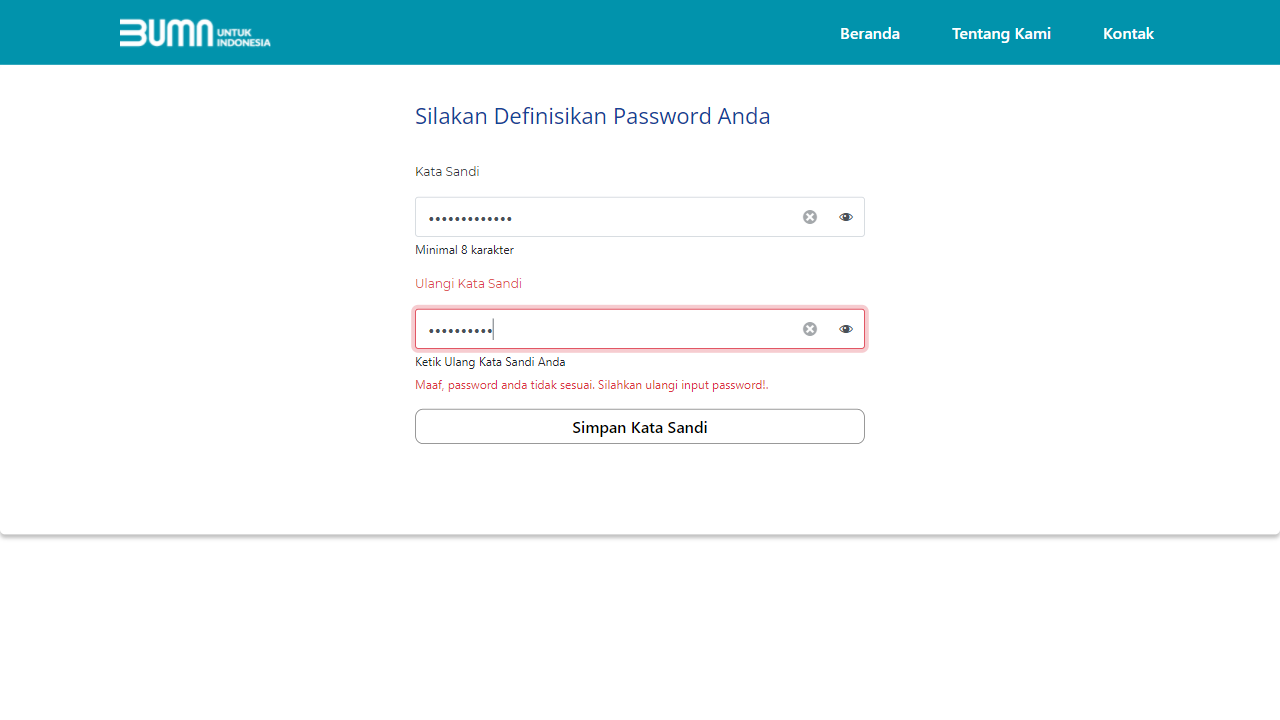 BUMN UNTUK INDONESIA
Beranda
Tentang Kami
Kontak
Silakan Definisikan Password Anda
Kata Sandi
•••••••••••••
Minimal 8 karakter
Ulangi Kata Sandi
••••••••••
Ketik Ulang Kata Sandi Anda
Maaf, password anda tidak sesuai. Silahkan ulangi input password!.
Simpan Kata Sandi